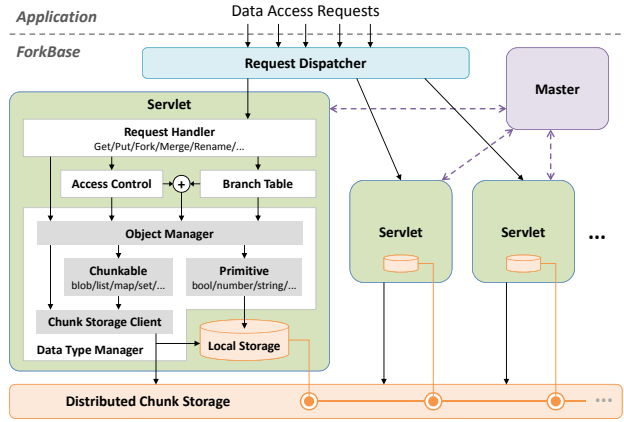 Application
Data Access Requests
ForkBase
Request Dispatcher
Master
Servlet
Request Handler
Get/Put/Fork/Merge/Rename/...
Access Control
+
Branch Table
Object Manager
Servlet
Servlet
...
Chunkable
blob/list/map/set/...
Primitive
bool/number/string/...
Chunk Storage Client
Data Type Manager
Local Storage
Distributed Chunk Storage
...